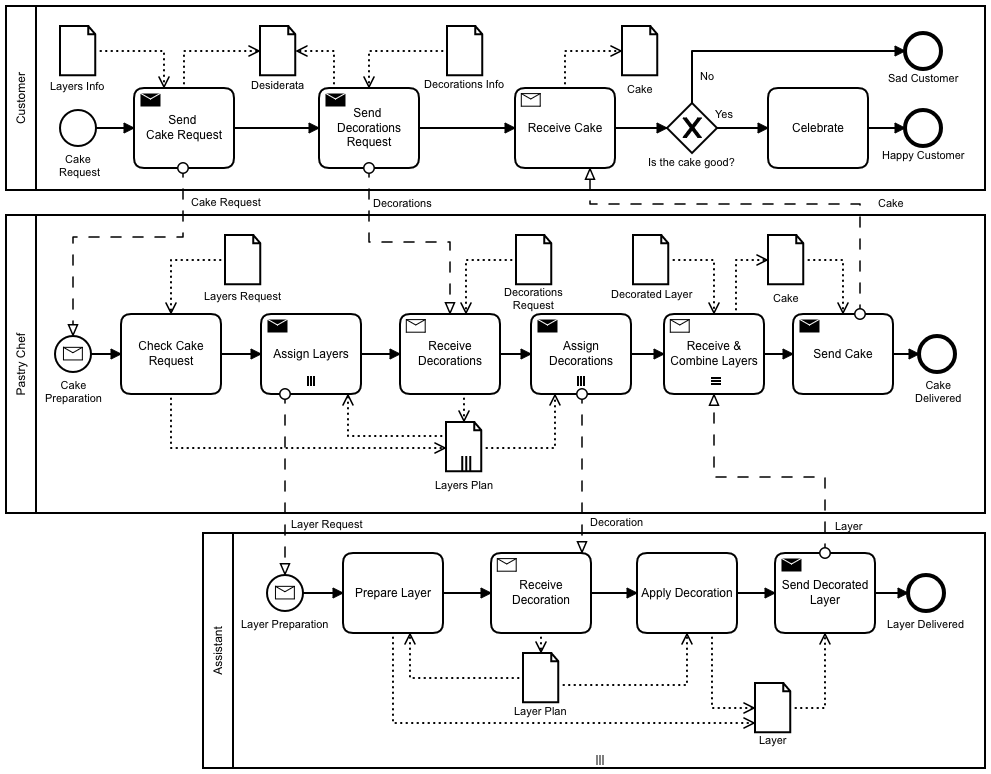 Customer
Layers Info
Desiderata
Decorations Info
Cake
No
Sad Customer
Send
Cake Request
Send
Decorations
Request
Receive Cake
Yes
Celebrate
Cake
Request
Is the cake good?
Happy Customer
Cake Request
Decorations
Cake
Pastry Chef
Layers Request
Decorations
Request
Decorated Layer
Cake
Check Cake
Request
Assign Layers
Receive
Decorations
Assign
Decorations
Receive &
Combine Layers
Send Cake
Cake
Preparation
Cake
Delivered
Layers Plan
Layer Request
Decoration
Layer
Assistant
Prepare Layer
Receive
Decoration
Apply Decoration
Send Decorated
Layer
Layer Preparation
Layer Delivered
Layer Plan
Layer